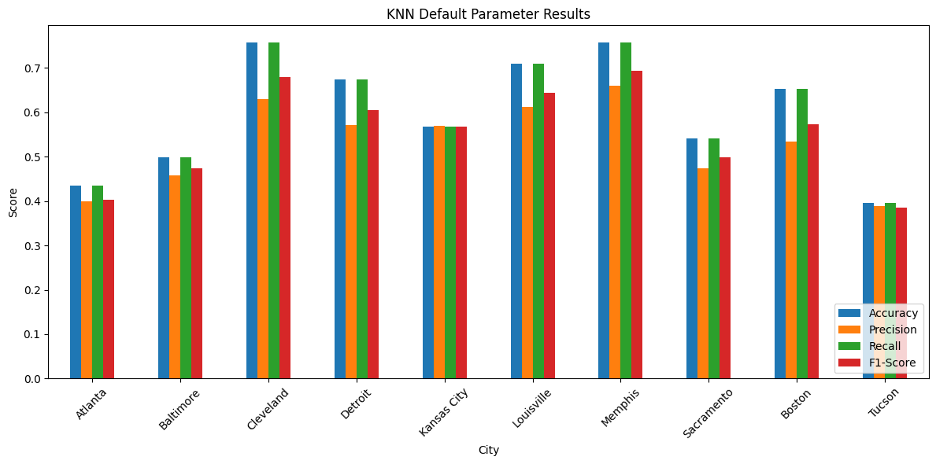 KNN Default Parameter Results
Score
0.7
0.6
0.5
0.4
0.3
0.2
0.1
0.0
Accuracy
Precision
Recall
F1-Score
Atlanta
Baltimore
Cleveland
Detroit
Kansas City
Louisville
Memphis
Sacramento
Boston
Tucson
City